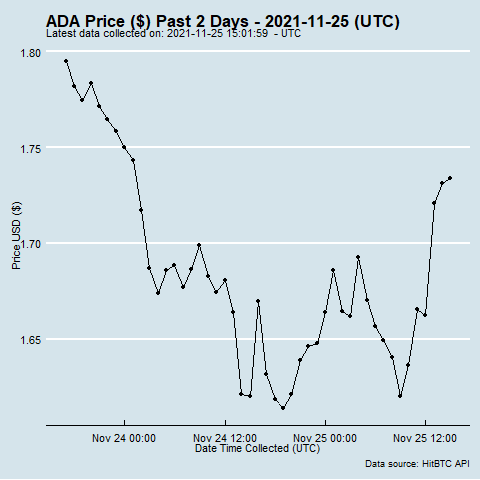 ADA Price ($) Past 2 Days - 2021-11-25 (UTC)
Latest data collected on: 2021-11-25 15:01:59 - UTC
1.80
1.75
1.70
1.65
Price USD ($)
Nov 24 00:00 Nov 24 12:00 Nov 25 00:00 Nov 25 12:00
Date Time Collected (UTC)
Data source: HitBTC API